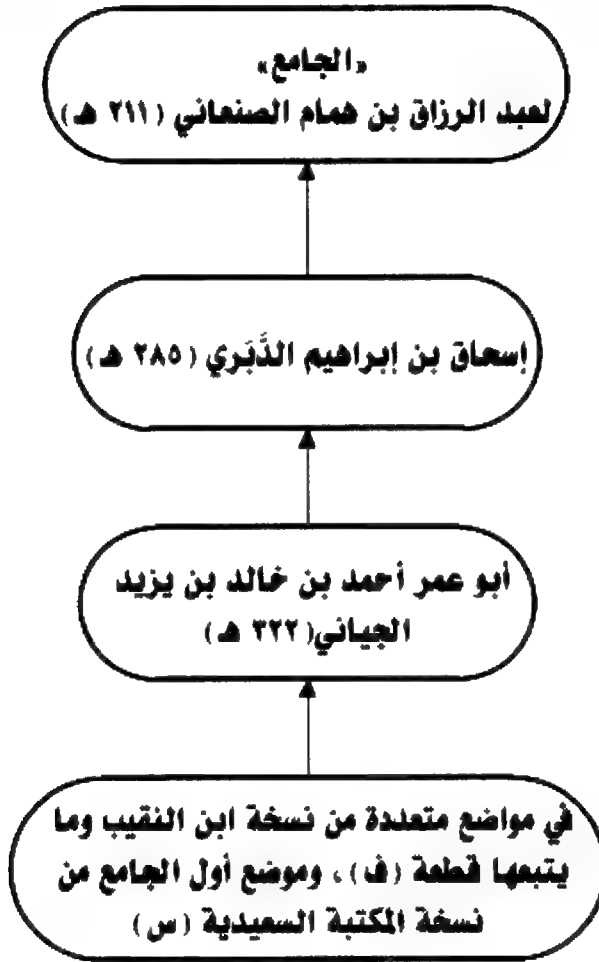 «الجامع»
لعبد الرزاق بن همام الصنعاني (٢١١ هـ)
إسحاق بن إبراهيم الدَّبَري (٢٨٥ هـ)
أبو عمر أحمد بن خالد بن يزيد
الجياني (٣٢٢ هـ)
في مواضع متعددة من نسخة ابن النقيب وما
يتبعها قطعة (ف)، وموضع أول الجامع من
نسخة المكتبة السعيدية (س)